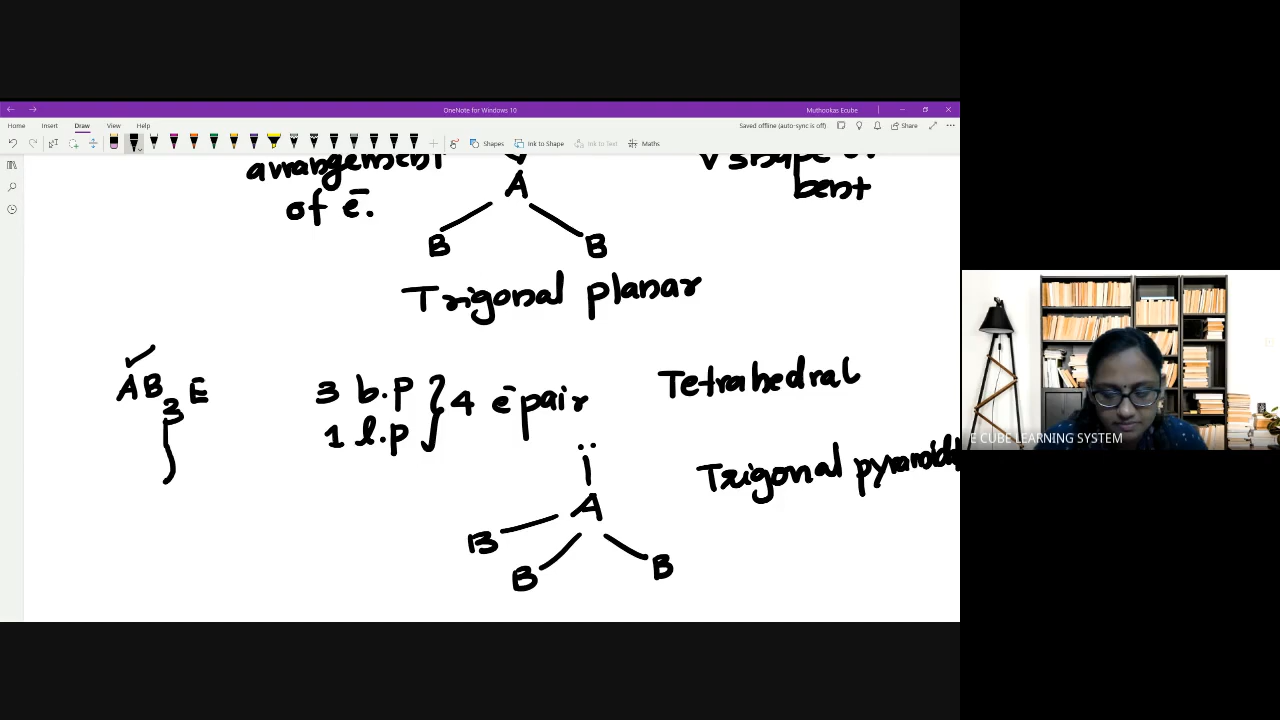 OneNote for Windows 10
Muthookas Ecube
Home Insert Draw View Help
Saved offline (auto-sync is off) Share
Shapes Ink to Shape Ink to Text Maths
arrangement
of e̅.
V shape
bent
A
B B
Trigonal planar
AB3E
3 b.p } 4 e̅ pair
1 l.p
Tetrahedral
Trigonal pyramidal
A
B
B
B
E CUBE LEARNING SYSTEM